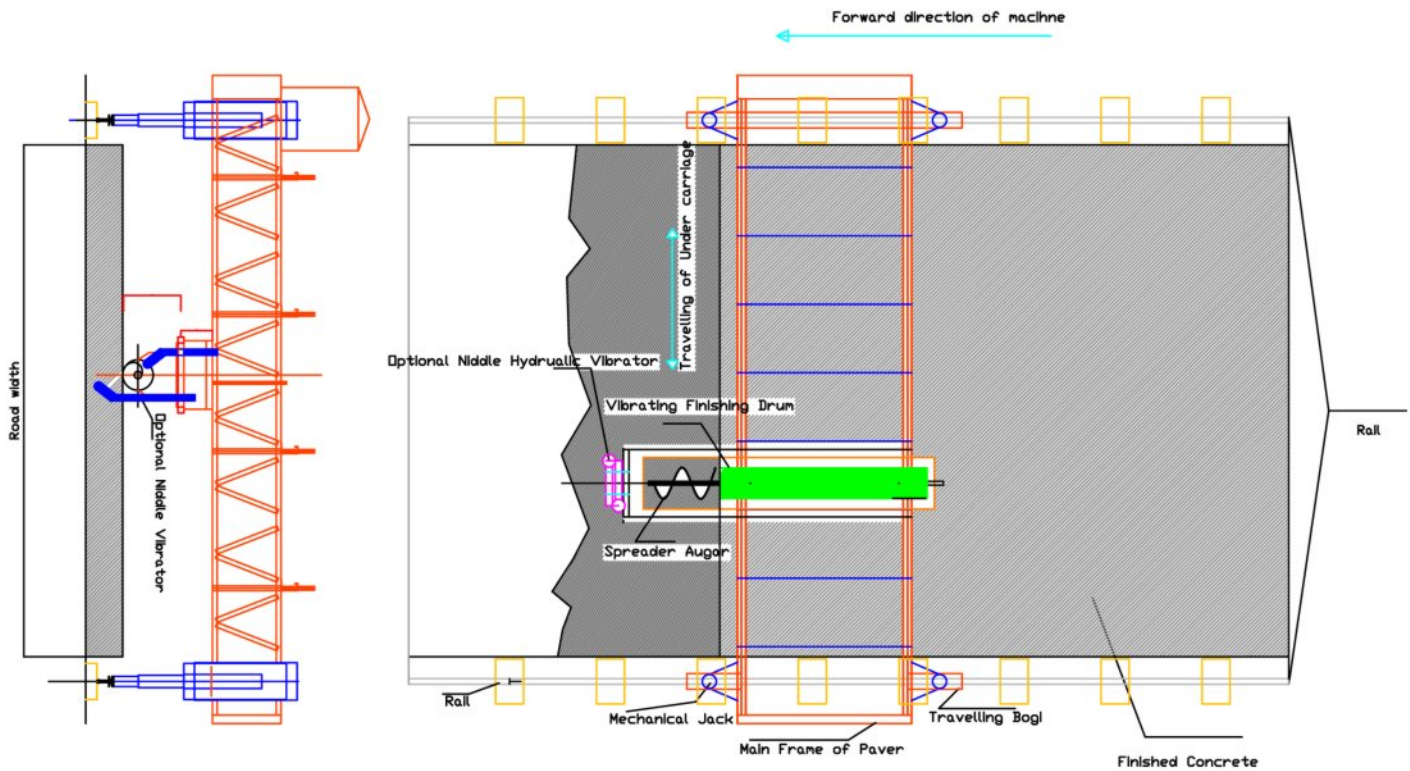 Forward direction of macihne
Travelling of Under carriage
Optional Niddle Hydrualic Vibrator
Vibrating Finishing Drum
Road width
Optional Niddle Vibrator
Rail
Spreader Augar
Rail
Mechanical Jack
Travelling Bogi
Main Frame of Paver
Finished Concrete